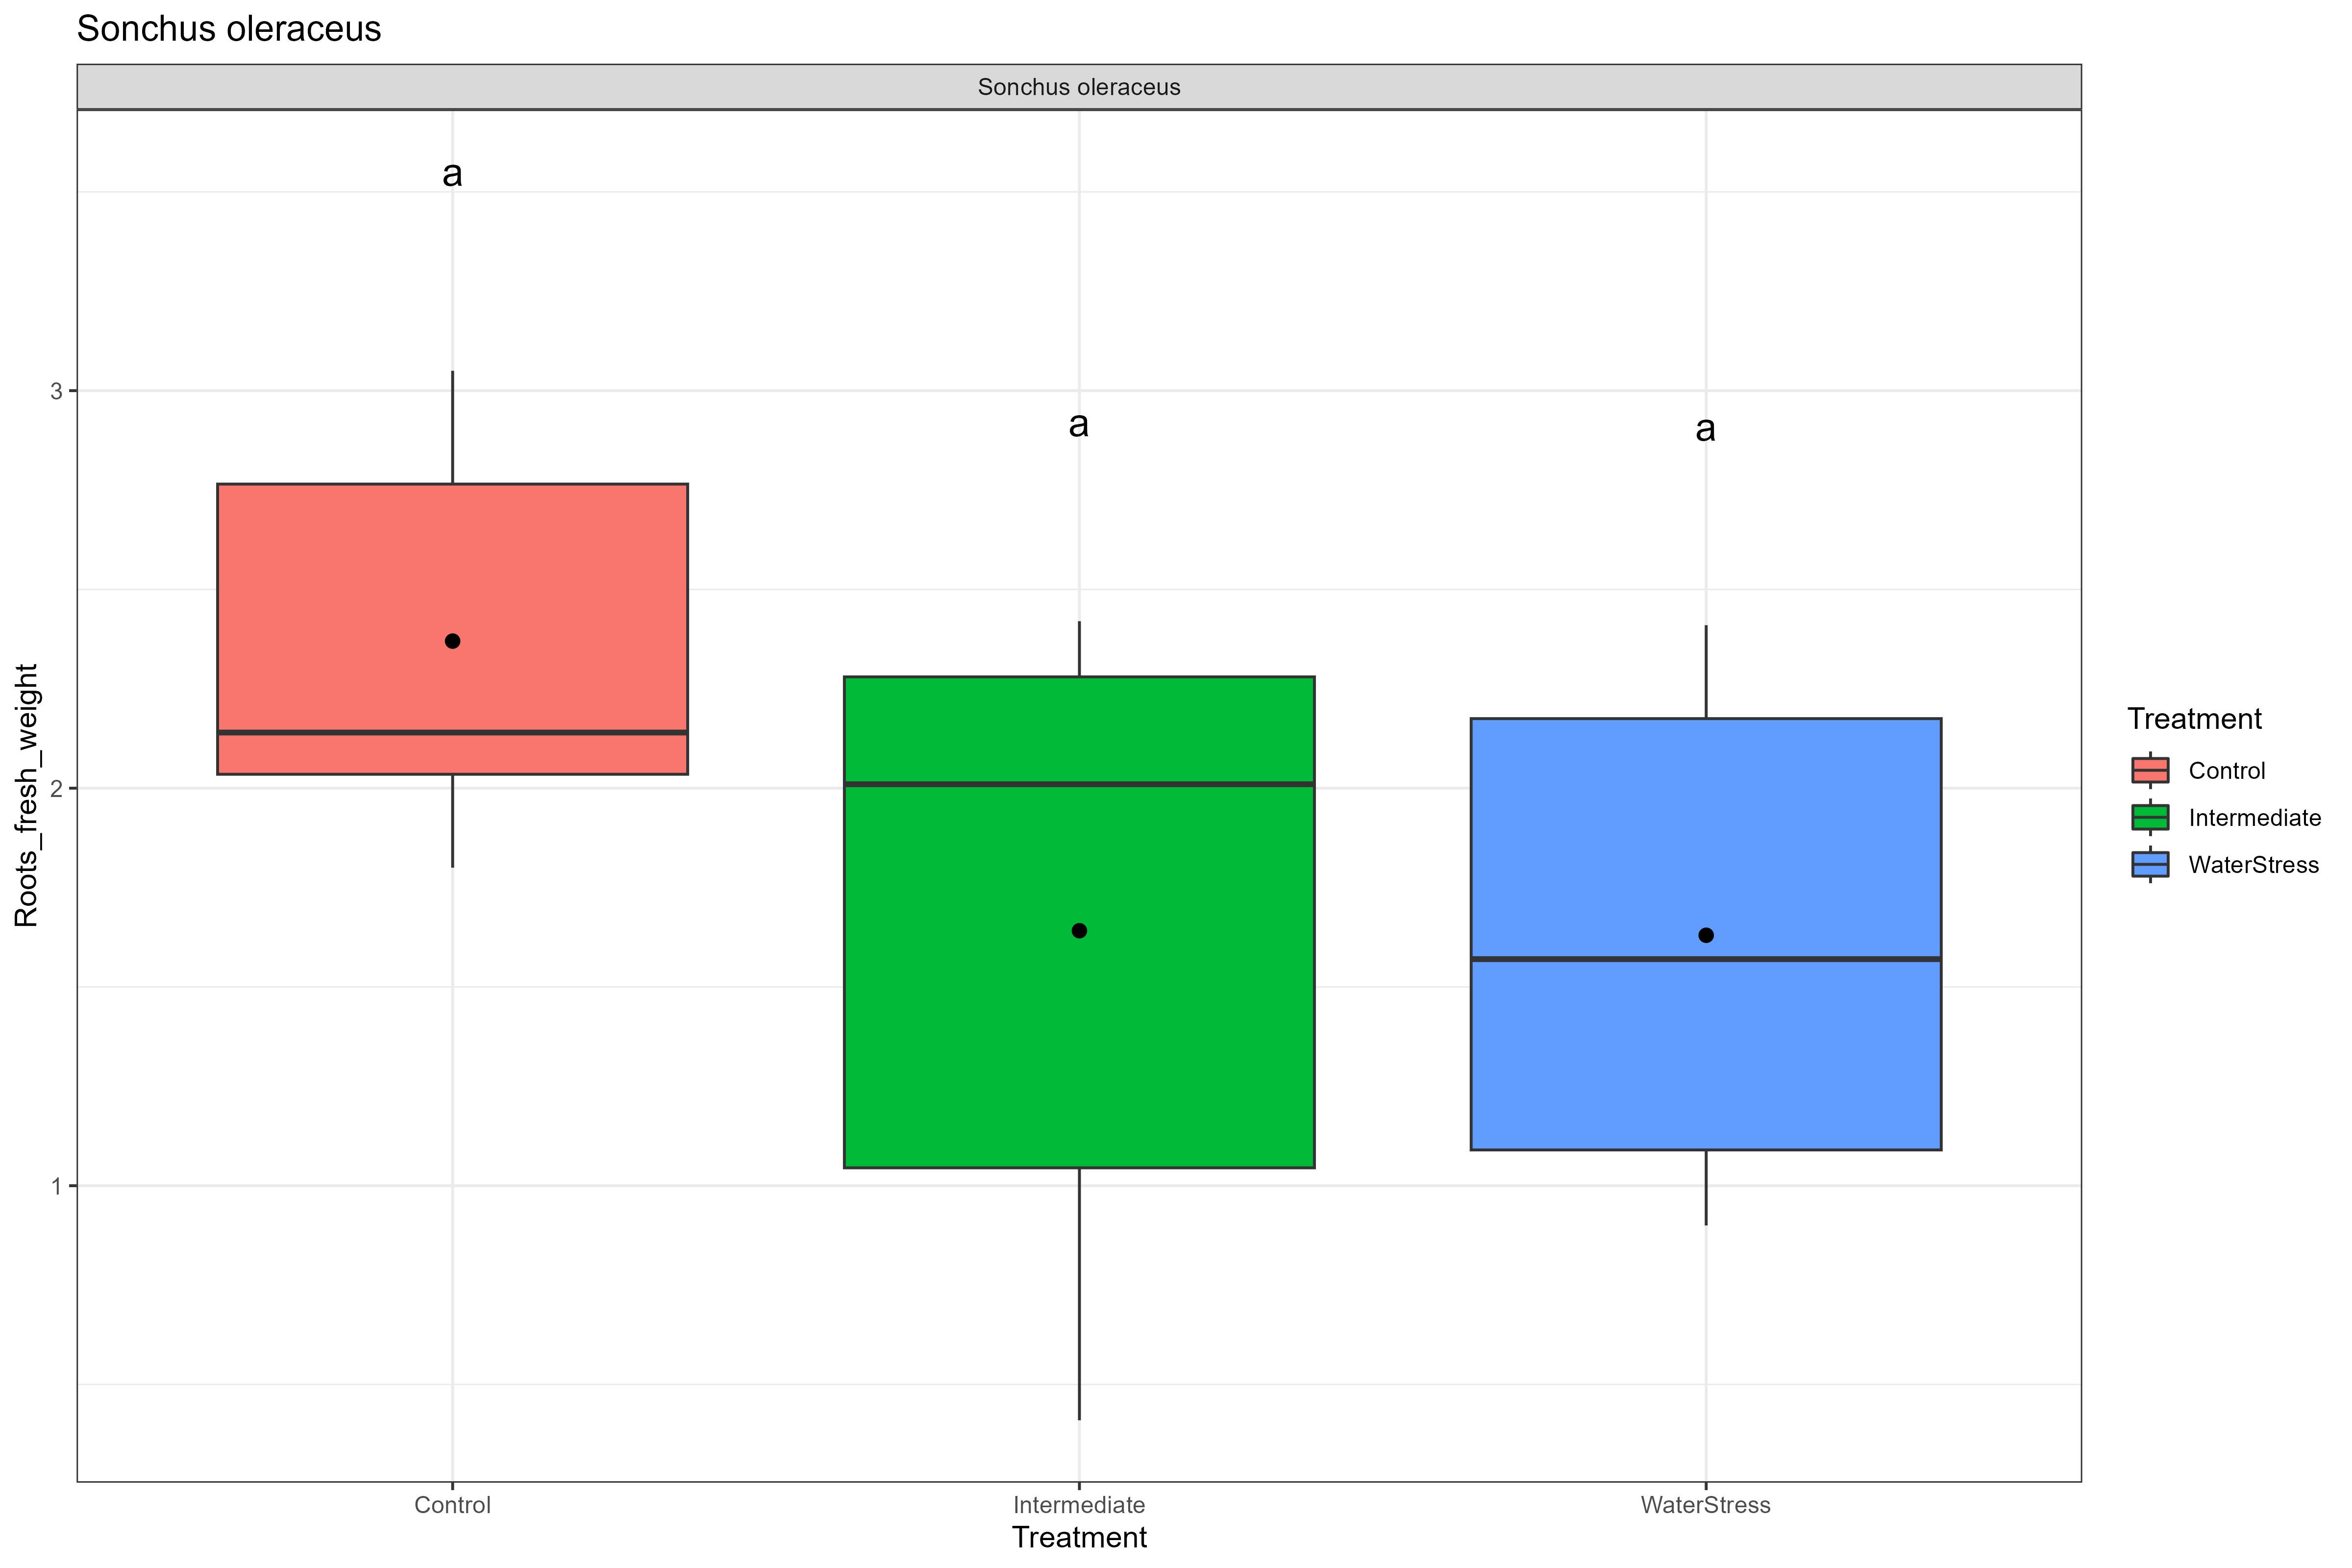 Sonchus oleraceus
Sonchus oleraceus
a
a
a
3
2
1
Roots_fresh_weight
Control
Intermediate
WaterStress
Treatment
Treatment
Control
Intermediate
WaterStress